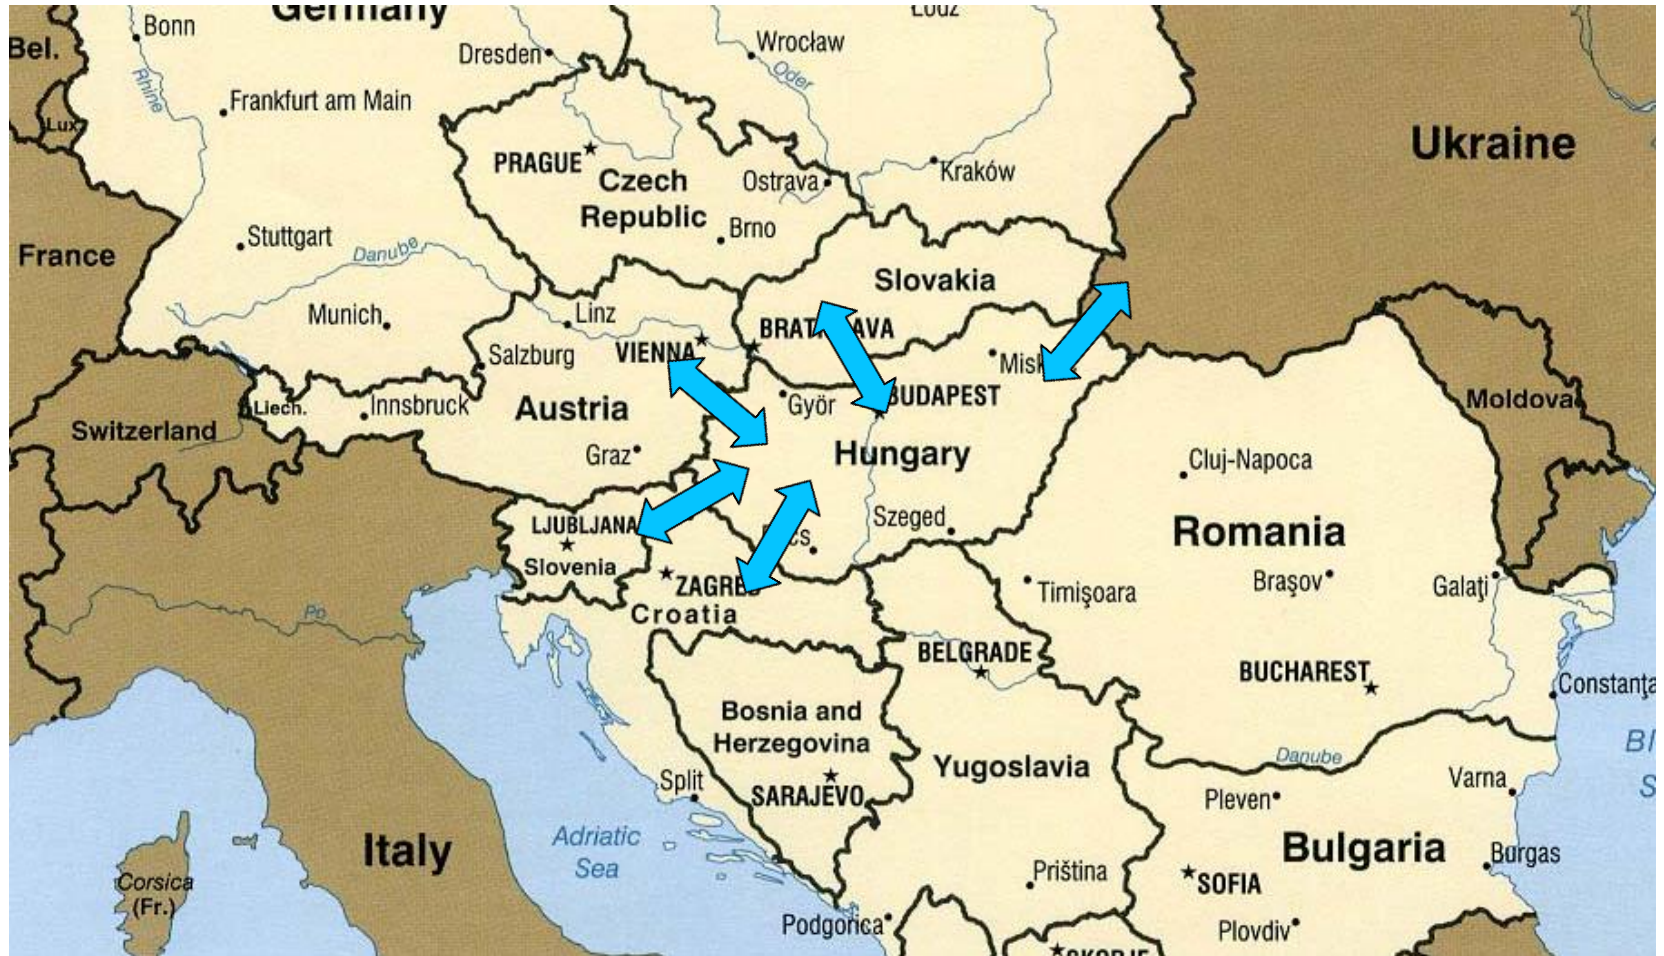 Germany
Bonn
Bel.
Dresden
Wrocław
Rhine
Oder
Frankfurt am Main
Lux.
Ukraine
PRAGUE
Czech
Republic
Ostrava
Kraków
Stuttgart
Brno
Danube
France
Slovakia
Munich
Linz
Salzburg
VIENNA
Liech.
Innsbruck
Austria
Györ
BUDAPEST
Moldova
Switzerland
Graz
Hungary
Cluj-Napoca
LJUBLJANA
Szeged
Romania
Slovenia
ZAGREB
Timişoara
Braşov
Galaţi
Po
Croatia
BELGRADE
BUCHAREST
Constanţa
Bosnia and
Herzegovina
Danube
Yugoslavia
Split
SARAJEVO
Pleven
Varna
Adriatic
Sea
Italy
Bulgaria
Burgas
Corsica
(Fr.)
Priština
SOFIA
Podgorica
Plovdiv